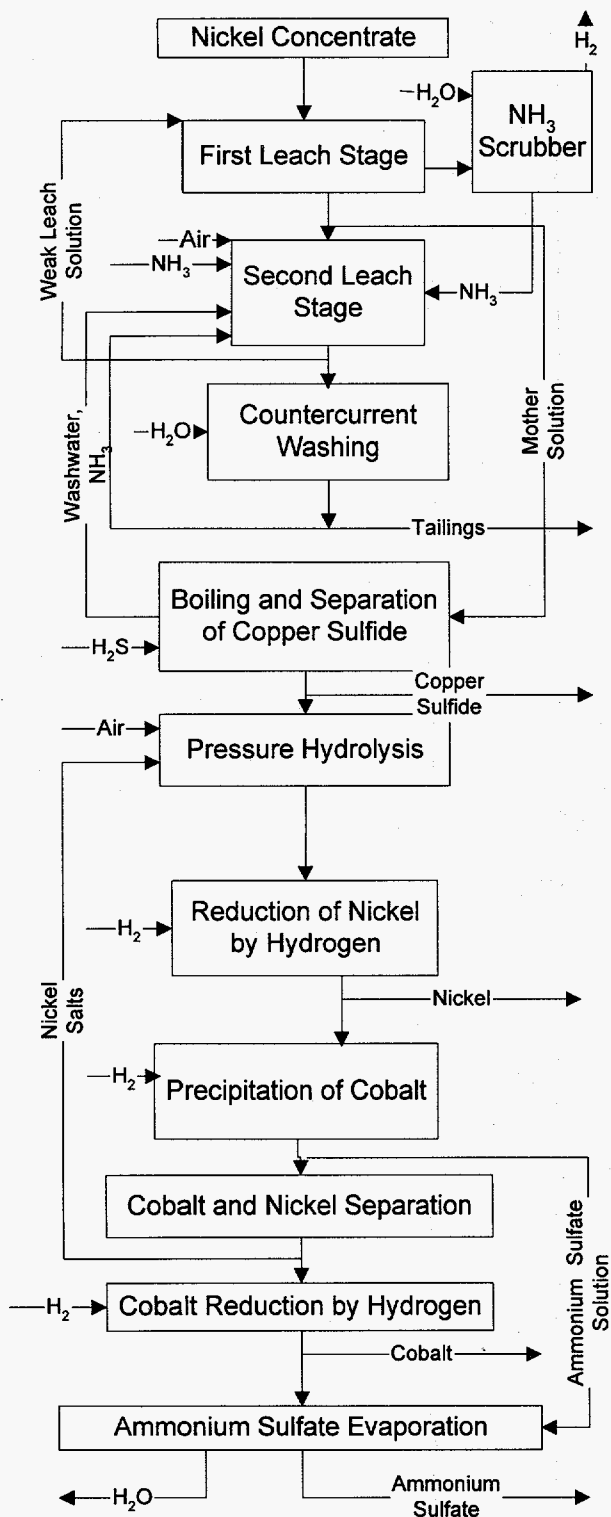 H₂
Nickel Concentrate
H₂O
NH₃
Scrubber
First Leach Stage
Weak Leach
Solution
Air
NH₃
Second Leach
Stage
NH₃
Washwater,
NH₃
Mother
Solution
H₂O
Countercurrent
Washing
Tailings
Boiling and Separation
of Copper Sulfide
H₂S
Copper
Sulfide
Air
Pressure Hydrolysis
Reduction of Nickel
by Hydrogen
H₂
Nickel
Nickel
Salts
H₂
Precipitation of Cobalt
Cobalt and Nickel Separation
Ammonium Sulfate
Solution
H₂
Cobalt Reduction by Hydrogen
Cobalt
Ammonium Sulfate Evaporation
H₂O
Ammonium
Sulfate